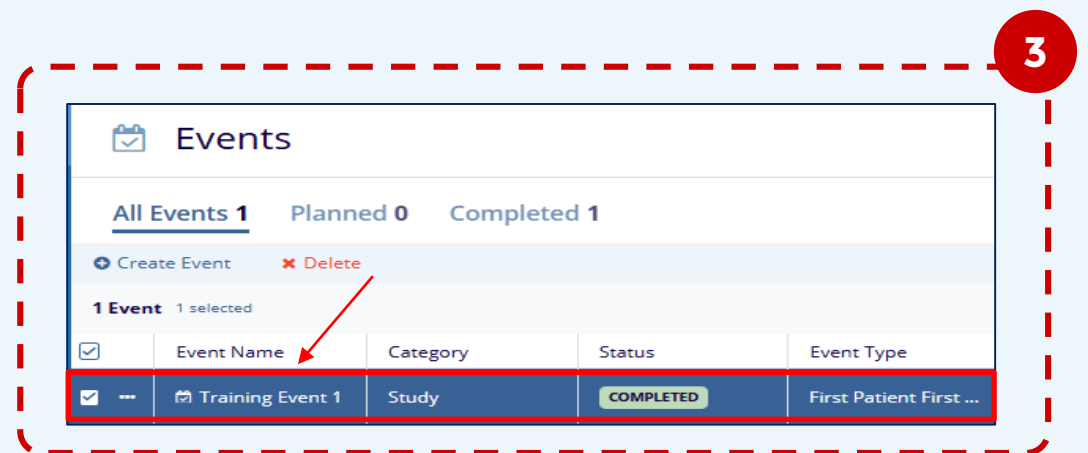 3
Events
All Events 1 Planned 0 Completed 1
Create Event Delete
1 Event 1 selected
Event Name Category Status Event Type
Training Event 1 Study COMPLETED First Patient First ...